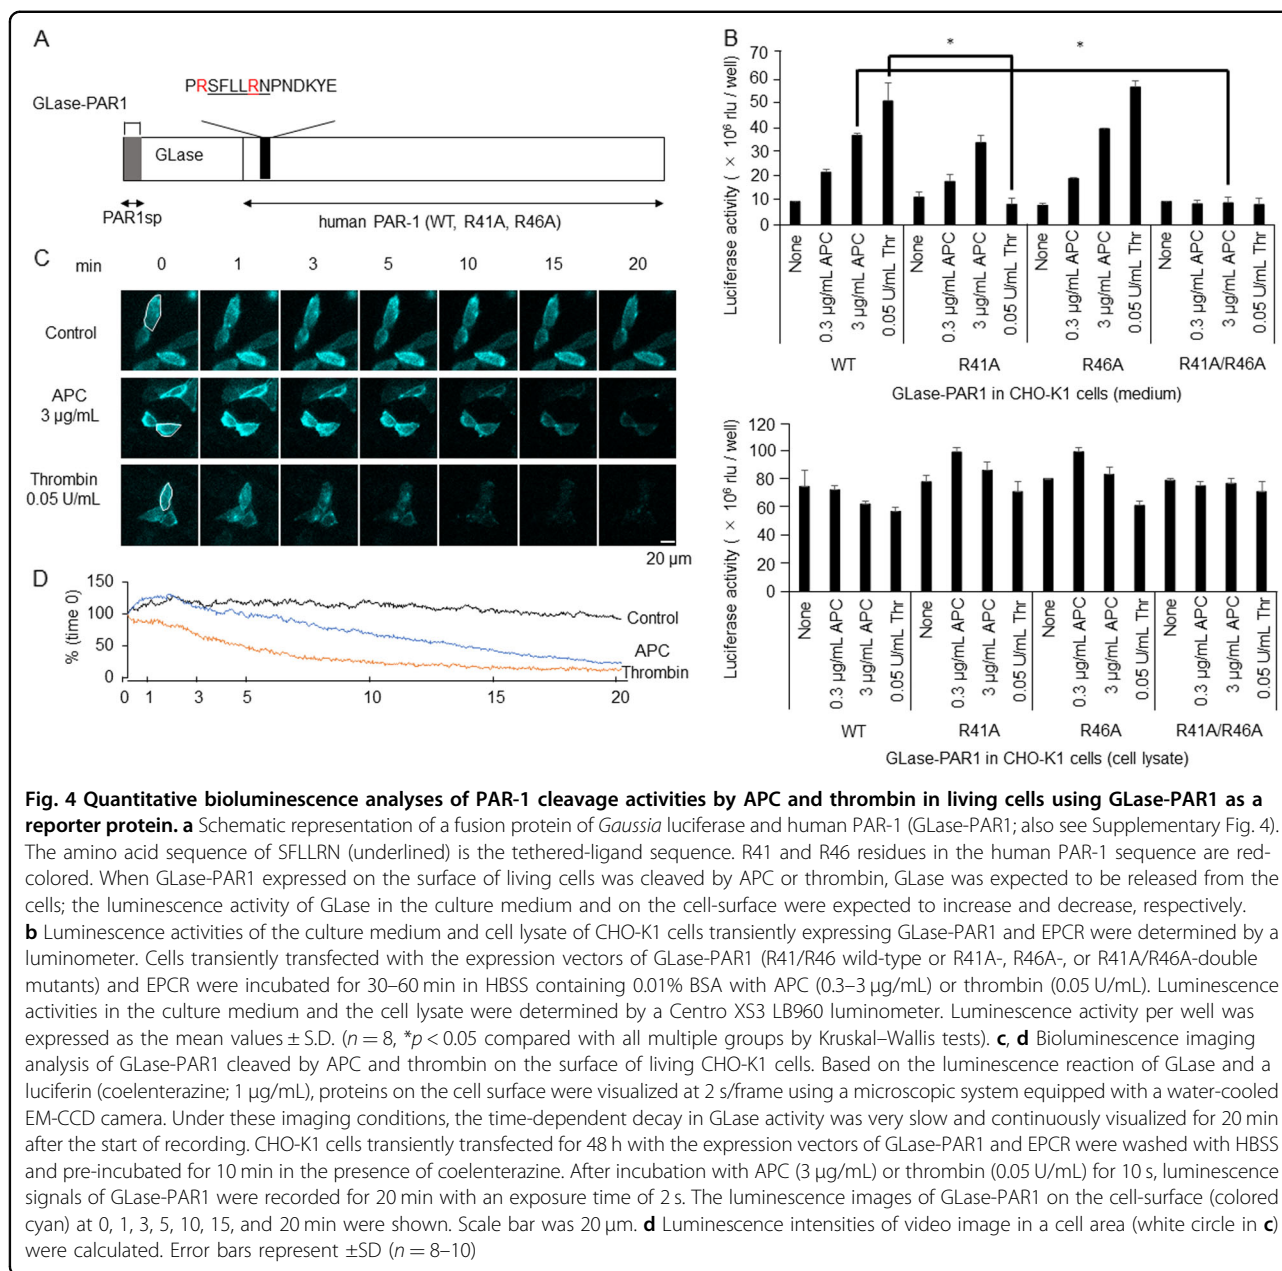 A
PRSFLLRNPNDKYE
GLase-PAR1
GLase
PAR1sp
human PAR-1 (WT, R41A, R46A)
B
Luciferase activity ( × 10⁶ rlu / well)
70
60
50
40
30
20
10
0
*
*
None
0.3 µg/mL APC
3 µg/mL APC
0.05 U/mL Thr
None
0.3 µg/mL APC
3 µg/mL APC
0.05 U/mL Thr
None
0.3 µg/mL APC
3 µg/mL APC
0.05 U/mL Thr
None
0.3 µg/mL APC
3 µg/mL APC
0.05 U/mL Thr
WT R41A R46A R41A/R46A
GLase-PAR1 in CHO-K1 cells (medium)
Luciferase activity ( × 10⁶ rlu / well)
120
100
80
60
40
20
0
None
0.3 µg/mL APC
3 µg/mL APC
0.05 U/mL Thr
None
0.3 µg/mL APC
3 µg/mL APC
0.05 U/mL Thr
None
0.3 µg/mL APC
3 µg/mL APC
0.05 U/mL Thr
None
0.3 µg/mL APC
3 µg/mL APC
0.05 U/mL Thr
WT R41A R46A R41A/R46A
GLase-PAR1 in CHO-K1 cells (cell lysate)
C
min 0 1 3 5 10 15 20
Control
APC
3 µg/mL
Thrombin
0.05 U/mL
20 µm
D
% (time 0)
150
100
50
0
Control
APC
Thrombin
0 1 3 5 10 15 20
Fig. 4 Quantitative bioluminescence analyses of PAR-1 cleavage activities by APC and thrombin in living cells using GLase-PAR1 as a
reporter protein. a Schematic representation of a fusion protein of Gaussia luciferase and human PAR-1 (GLase-PAR1; also see Supplementary Fig. 4).
The amino acid sequence of SFLLRN (underlined) is the tethered-ligand sequence. R41 and R46 residues in the human PAR-1 sequence are red-
colored. When GLase-PAR1 expressed on the surface of living cells was cleaved by APC or thrombin, GLase was expected to be released from the
cells; the luminescence activity of GLase in the culture medium and on the cell-surface were expected to increase and decrease, respectively.
b Luminescence activities of the culture medium and cell lysate of CHO-K1 cells transiently expressing GLase-PAR1 and EPCR were determined by a
luminometer. Cells transiently transfected with the expression vectors of GLase-PAR1 (R41/R46 wild-type or R41A-, R46A-, or R41A/R46A-double
mutants) and EPCR were incubated for 30–60 min in HBSS containing 0.01% BSA with APC (0.3–3 µg/mL) or thrombin (0.05 U/mL). Luminescence
activities in the culture medium and the cell lysate were determined by a Centro XS3 LB960 luminometer. Luminescence activity per well was
expressed as the mean values ± S.D. (n = 8, *p < 0.05 compared with all multiple groups by Kruskal–Wallis tests). c, d Bioluminescence imaging
analysis of GLase-PAR1 cleaved by APC and thrombin on the surface of living CHO-K1 cells. Based on the luminescence reaction of GLase and a
luciferin (coelenterazine; 1 µg/mL), proteins on the cell surface were visualized at 2 s/frame using a microscopic system equipped with a water-cooled
EM-CCD camera. Under these imaging conditions, the time-dependent decay in GLase activity was very slow and continuously visualized for 20 min
after the start of recording. CHO-K1 cells transiently transfected for 48 h with the expression vectors of GLase-PAR1 and EPCR were washed with HBSS
and pre-incubated for 10 min in the presence of coelenterazine. After incubation with APC (3 µg/mL) or thrombin (0.05 U/mL) for 10 s, luminescence
signals of GLase-PAR1 were recorded for 20 min with an exposure time of 2 s. The luminescence images of GLase-PAR1 on the cell-surface (colored
cyan) at 0, 1, 3, 5, 10, 15, and 20 min were shown. Scale bar was 20 µm. d Luminescence intensities of video image in a cell area (white circle in c)
were calculated. Error bars represent ±SD (n = 8–10)